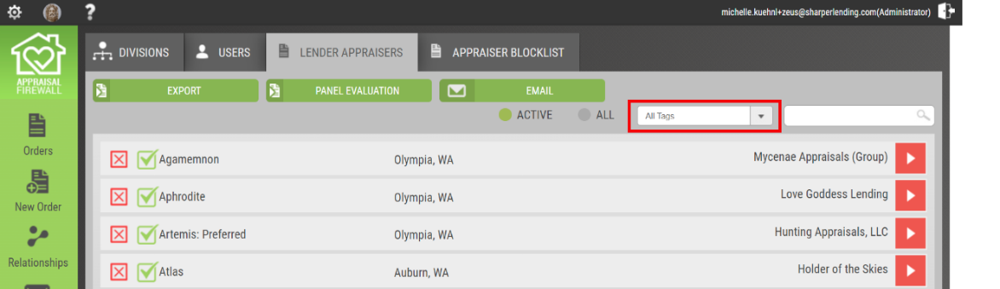 ?
michelle.kuehnl+zeus@sharperlending.com(Administrator)
DIVISIONS USERS LENDER APPRAISERS APPRAISER BLOCKLIST
APPRAISAL
FIREWALL
EXPORT PANEL EVALUATION EMAIL
ACTIVE ALL All Tags
Orders
Agamemnon Olympia, WA Mycenae Appraisals (Group)
Aphrodite Olympia, WA Love Goddess Lending
New Order
Artemis: Preferred Olympia, WA Hunting Appraisals, LLC
Relationships
Atlas Auburn, WA Holder of the Skies